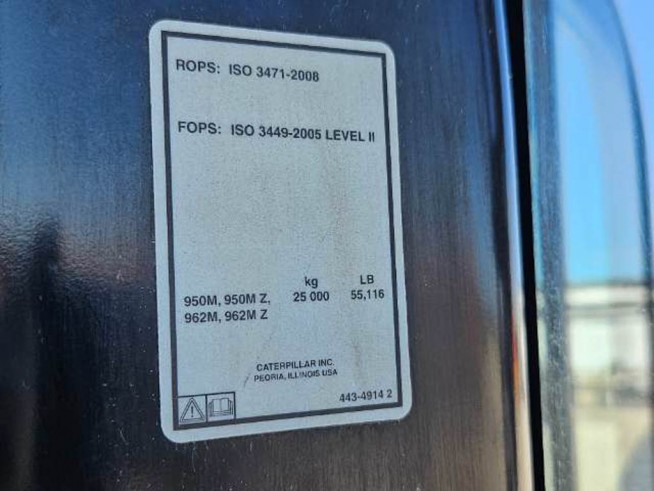 ROPS: ISO 3471-2008
FOPS: ISO 3449-2005 LEVEL II
kg LB
950M, 950M Z, 25 000 55,116
962M, 962M Z
CATERPILLAR INC.
PEORIA, ILLINOIS USA
443-4914 2